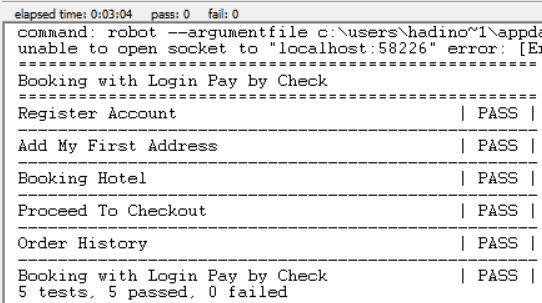 elapsed time: 0:03:04 pass: 0 fail: 0
command: robot --argumentfile c:\users\hadino~1\appda
unable to open socket to "localhost:58226" error: [Er
==============================================================
Booking with Login Pay by Check
==============================================================
Register Account | PASS |
--------------------------------------------------------------
Add My First Address | PASS |
--------------------------------------------------------------
Booking Hotel | PASS |
--------------------------------------------------------------
Proceed To Checkout | PASS |
--------------------------------------------------------------
Order History | PASS |
--------------------------------------------------------------
Booking with Login Pay by Check | PASS |
5 tests, 5 passed, 0 failed